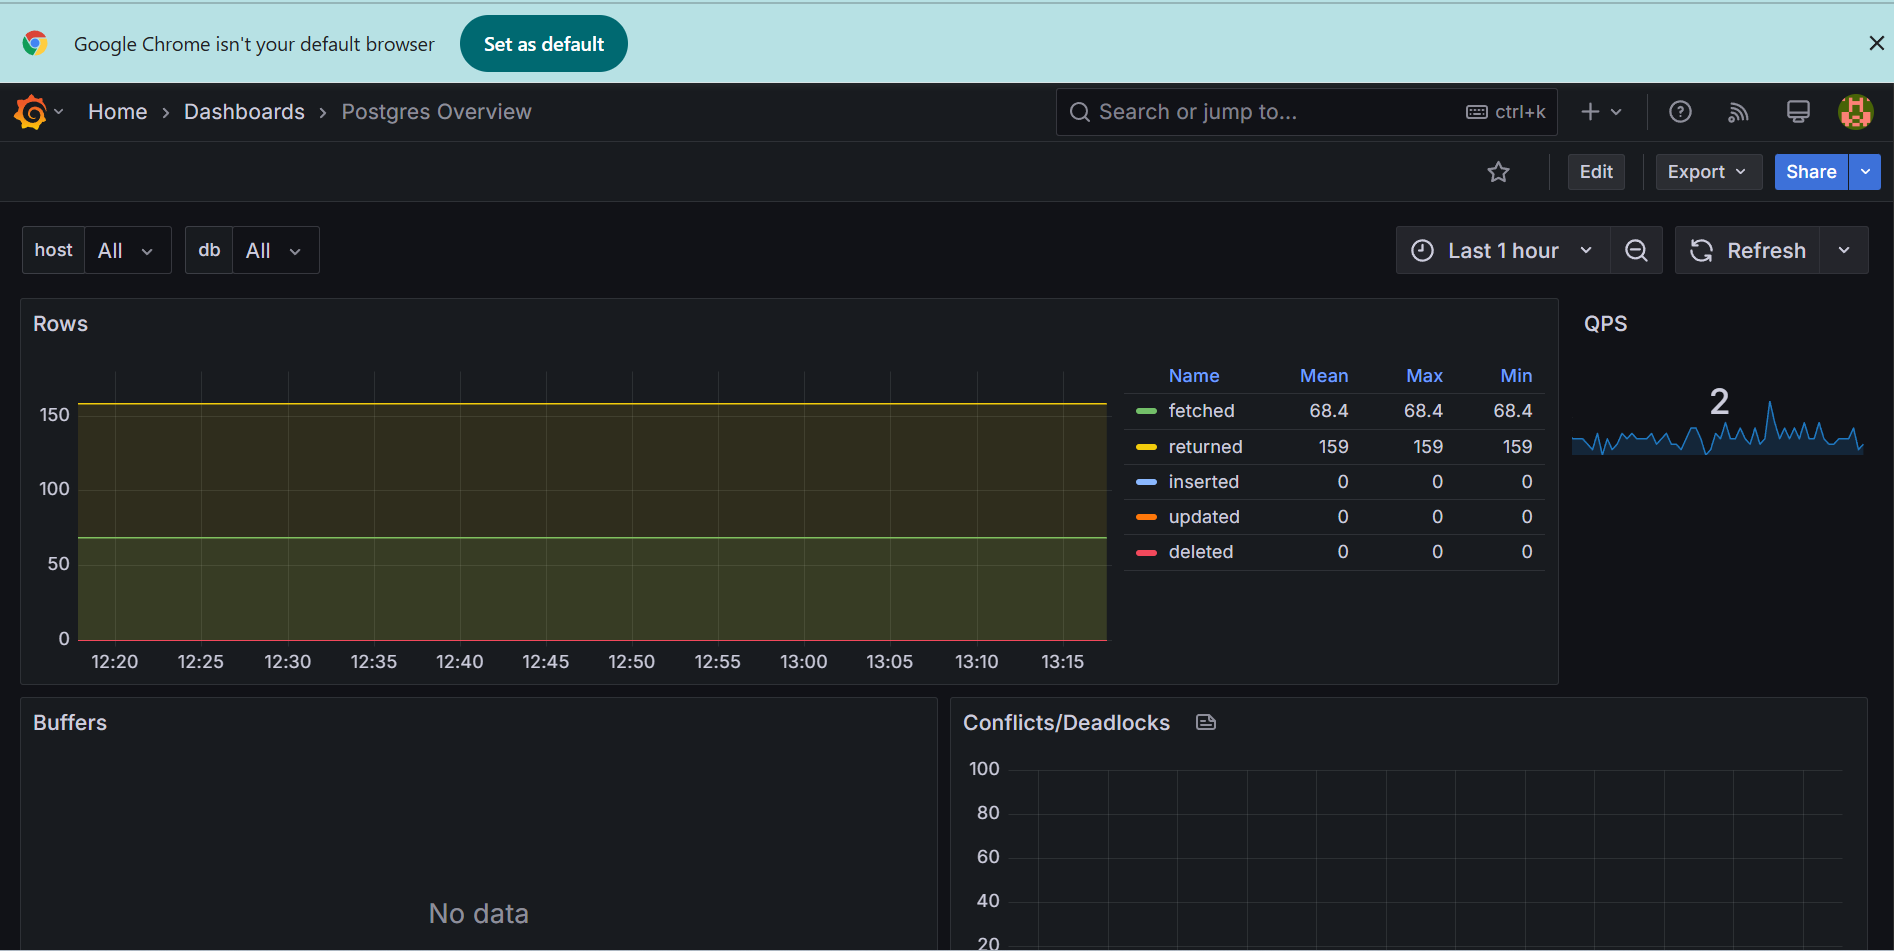 Google Chrome isn't your default browser Set as default
Home › Dashboards › Postgres Overview Search or jump to... ctrl+k
Edit Export Share
host All db All Last 1 hour Refresh
Rows
150
100
50
0
12:20 12:25 12:30 12:35 12:40 12:45 12:50 12:55 13:00 13:05 13:10 13:15
Name Mean Max Min
fetched 68.4 68.4 68.4
returned 159 159 159
inserted 0 0 0
updated 0 0 0
deleted 0 0 0
QPS
2
Buffers
No data
Conflicts/Deadlocks
100
80
60
40
20